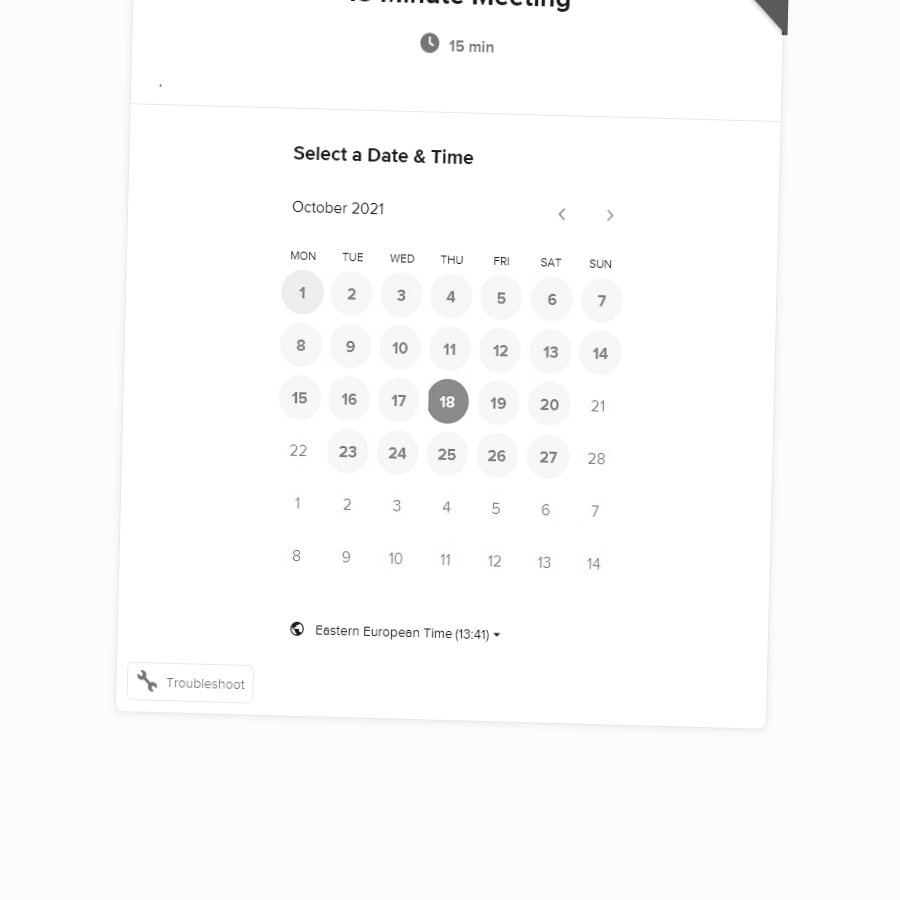 15 Minute Meeting
15 min
.
Select a Date & Time
October 2021
MON TUE WED THU FRI SAT SUN
1 2 3 4 5 6 7
8 9 10 11 12 13 14
15 16 17 18 19 20 21
22 23 24 25 26 27 28
1 2 3 4 5 6 7
8 9 10 11 12 13 14
Eastern European Time (13:41)
Troubleshoot